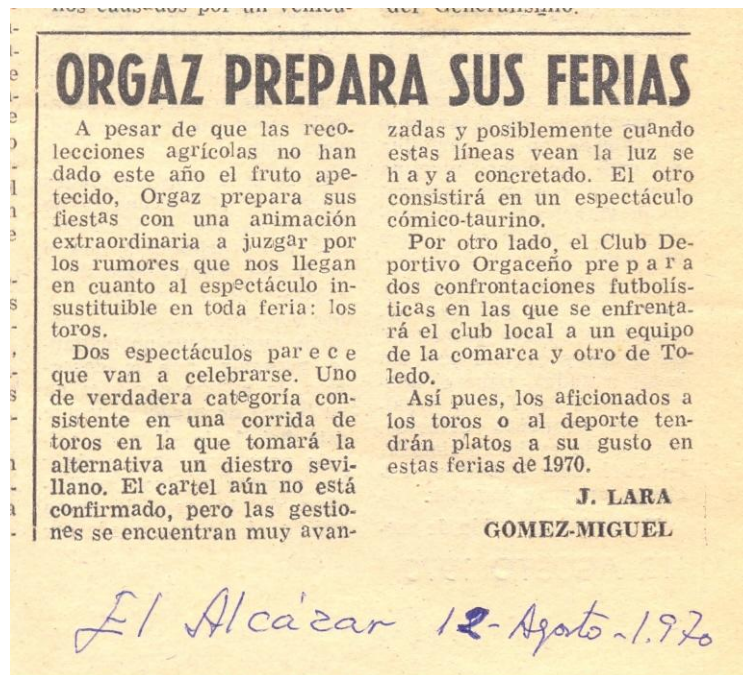 nos causados por un vehícu-
del Generalísimo.
ORGAZ PREPARA SUS FERIAS
A pesar de que las reco-
lecciones agrícolas no han
dado este año el fruto ape-
tecido, Orgaz prepara sus
fiestas con una animación
extraordinaria a juzgar por
los rumores que nos llegan
en cuanto al espectáculo in-
sustituible en toda feria: los
toros.
Dos espectáculos parece
que van a celebrarse. Uno
de verdadera categoría con-
sistente en una corrida de
toros en la que tomará la
alternativa un diestro sevi-
llano. El cartel aún no está
confirmado, pero las gestio-
nes se encuentran muy avan-
zadas y posiblemente cuando
estas líneas vean la luz se
haya concretado. El otro
consistirá en un espectáculo
cómico-taurino.
Por otro lado, el Club De-
portivo Orgaceño prepara
dos confrontaciones futbolís-
ticas en las que se enfrenta-
rá el club local a un equipo
de la comarca y otro de To-
ledo.
Así pues, los aficionados a
los toros o al deporte ten-
drán platos a su gusto en
estas ferias de 1970.
J. LARA
GOMEZ-MIGUEL
El Alcázar 12-Agosto-1.970